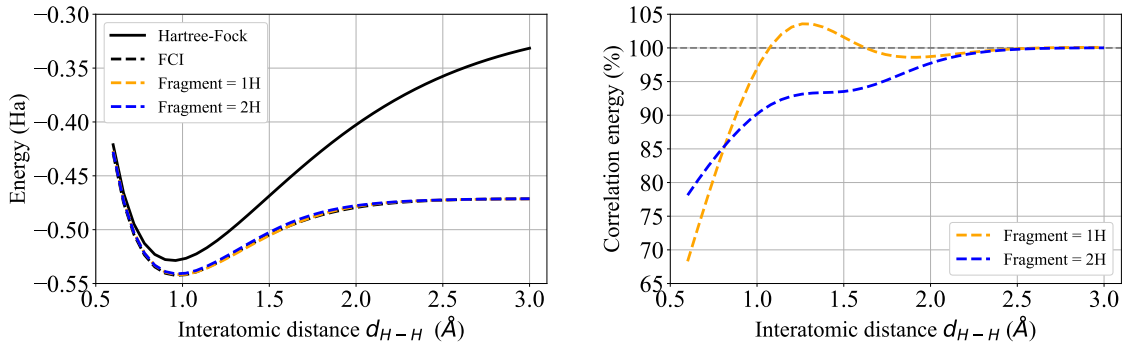 −0.30
−0.35
−0.40
−0.45
−0.50
−0.55
Energy (Ha)
Hartree-Fock
FCI
Fragment = 1H
Fragment = 2H
0.5 1.0 1.5 2.0 2.5 3.0
Interatomic distance d_{H−H} (Å)
105
100
95
90
85
80
75
70
65
Correlation energy (%)
Fragment = 1H
Fragment = 2H
0.5 1.0 1.5 2.0 2.5 3.0
Interatomic distance d_{H−H} (Å)